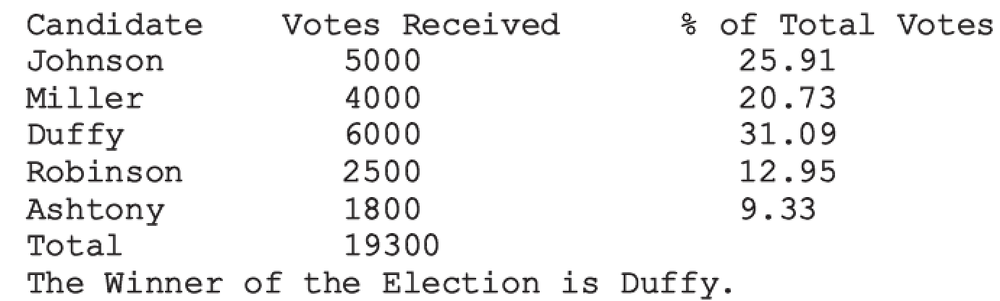 Candidate    Votes Received      % of Total Votes
Johnson         5000                25.91
Miller          4000                20.73
Duffy           6000                31.09
Robinson        2500                12.95
Ashtony         1800                9.33
Total           19300
The Winner of the Election is Duffy.